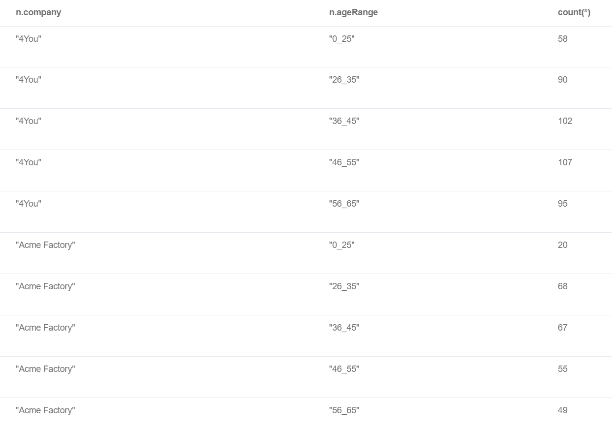 n.company n.ageRange count(*)
"4You" "0_25" 58
"4You" "26_35" 90
"4You" "36_45" 102
"4You" "46_55" 107
"4You" "56_65" 95
"Acme Factory" "0_25" 20
"Acme Factory" "26_35" 68
"Acme Factory" "36_45" 67
"Acme Factory" "46_55" 55
"Acme Factory" "56_65" 49